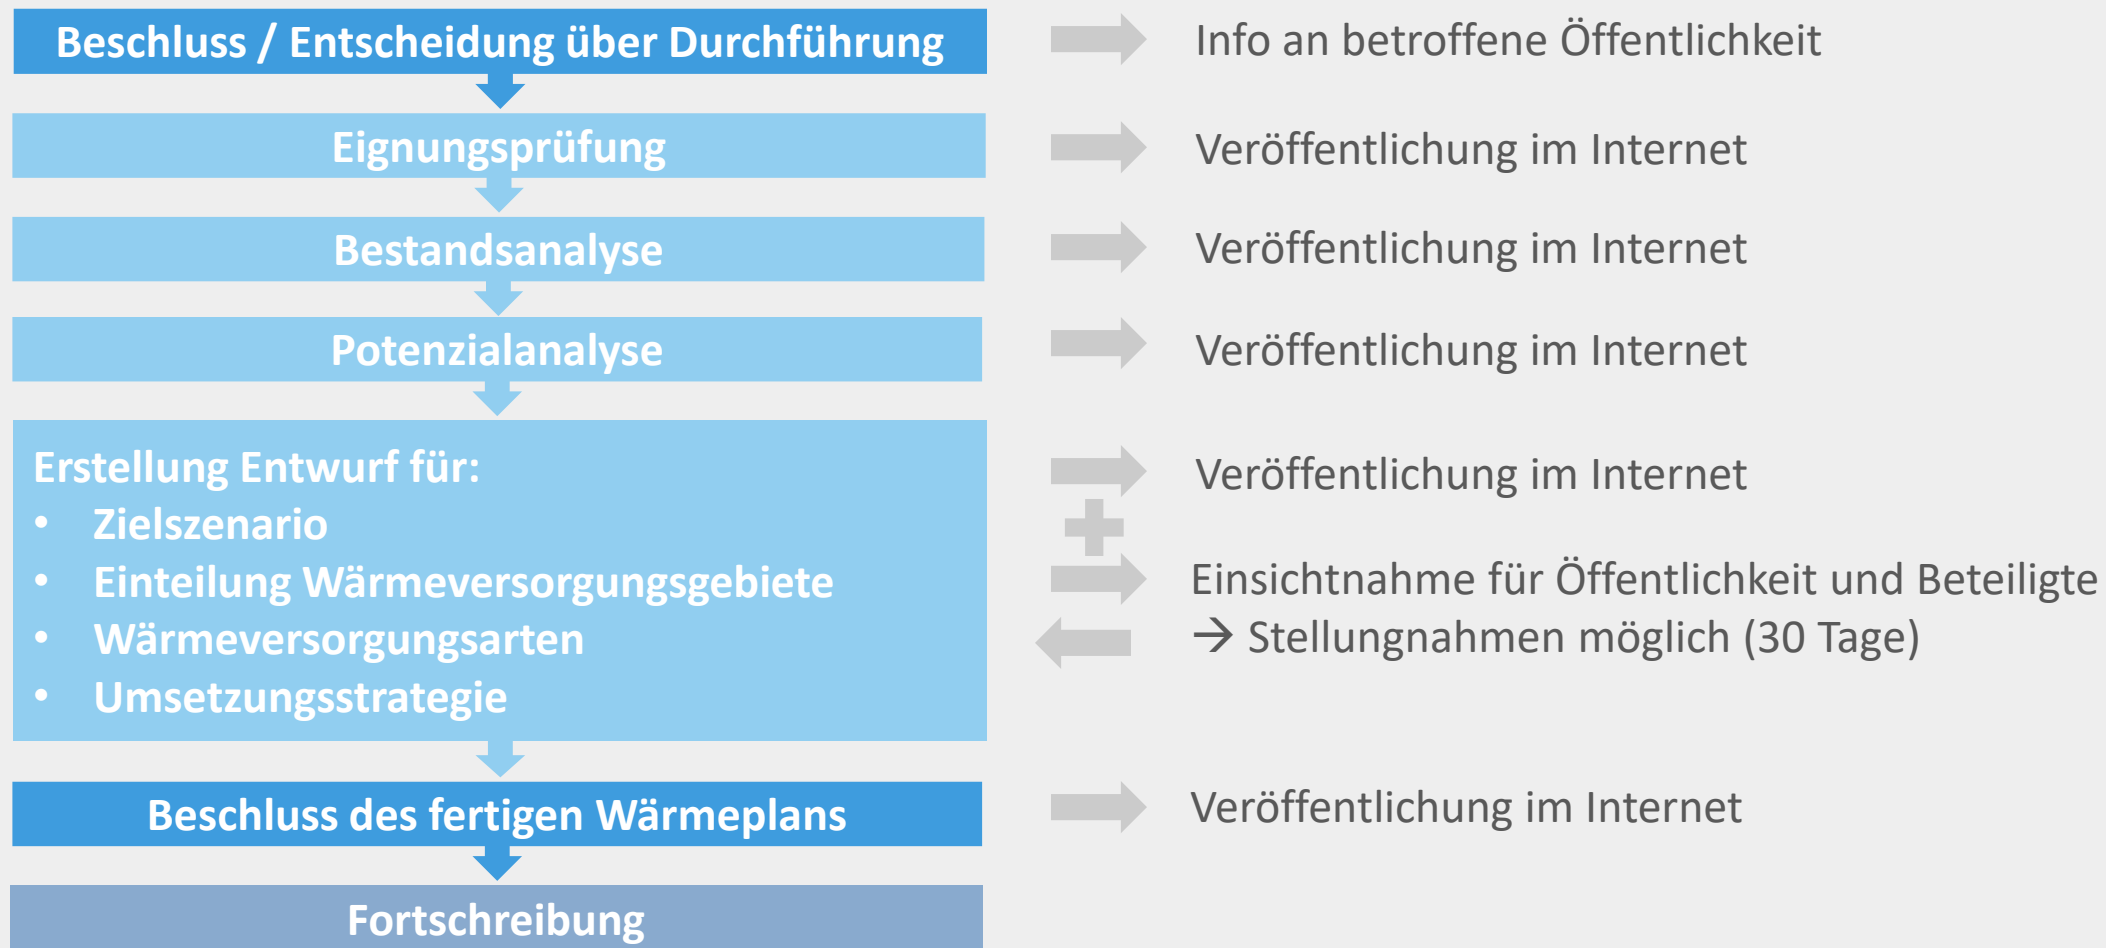 Beschluss / Entscheidung über Durchführung
Info an betroffene Öffentlichkeit
Eignungsprüfung
Veröffentlichung im Internet
Bestandsanalyse
Veröffentlichung im Internet
Potenzialanalyse
Veröffentlichung im Internet
Erstellung Entwurf für:
• Zielszenario
• Einteilung Wärmeversorgungsgebiete
• Wärmeversorgungsarten
• Umsetzungsstrategie
Veröffentlichung im Internet
Einsichtnahme für Öffentlichkeit und Beteiligte
→ Stellungnahmen möglich (30 Tage)
Beschluss des fertigen Wärmeplans
Veröffentlichung im Internet
Fortschreibung